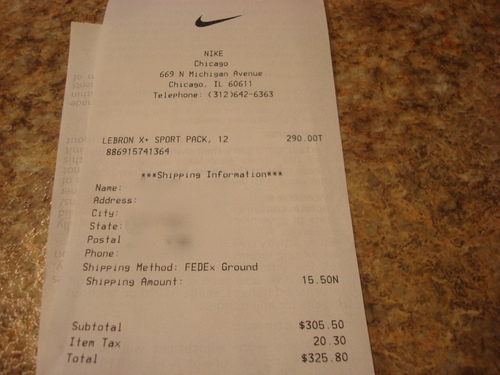 NIKE
Chicago
669 N Michigan Avenue
Chicago, IL 60611
Telephone: (312)642-6363
LEBRON X+ SPORT PACK, 12 290.00T
886915741364
***Shipping Information***
Name:
Address:
City:
State:
Postal
Phone:
Shipping Method: FEDEx Ground
Shipping Amount: 15.50N
Subtotal $305.50
Item Tax 20.30
Total $325.80